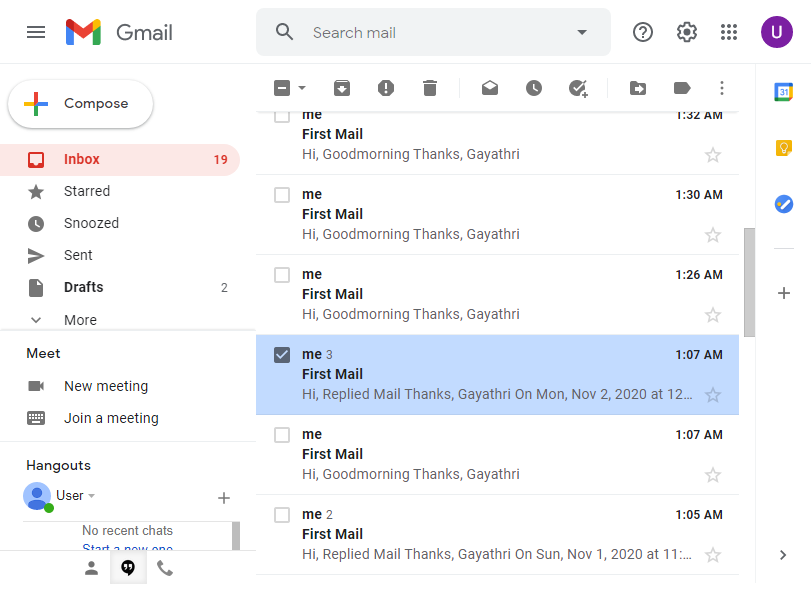 Gmail
Search mail
U
Compose
Inbox 19
Starred
Snoozed
Sent
Drafts 2
More
Meet
New meeting
Join a meeting
Hangouts
User
No recent chats
Start a new one
me 1:32 AM
First Mail
Hi, Goodmorning Thanks, Gayathri
me 1:30 AM
First Mail
Hi, Goodmorning Thanks, Gayathri
me 1:26 AM
First Mail
Hi, Goodmorning Thanks, Gayathri
me 3 1:07 AM
First Mail
Hi, Replied Mail Thanks, Gayathri On Mon, Nov 2, 2020 at 12...
me 1:07 AM
First Mail
Hi, Goodmorning Thanks, Gayathri
me 2 1:05 AM
First Mail
Hi, Replied Mail Thanks, Gayathri On Sun, Nov 1, 2020 at 11:...
31